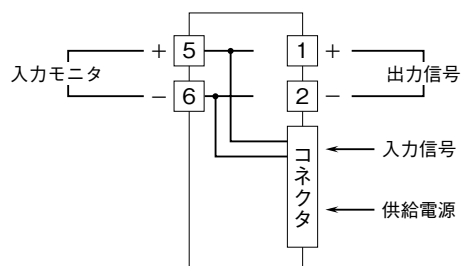 + 5 1 +
入力モニタ 出力信号
− 6 2 −
コネクタ
入力信号
供給電源